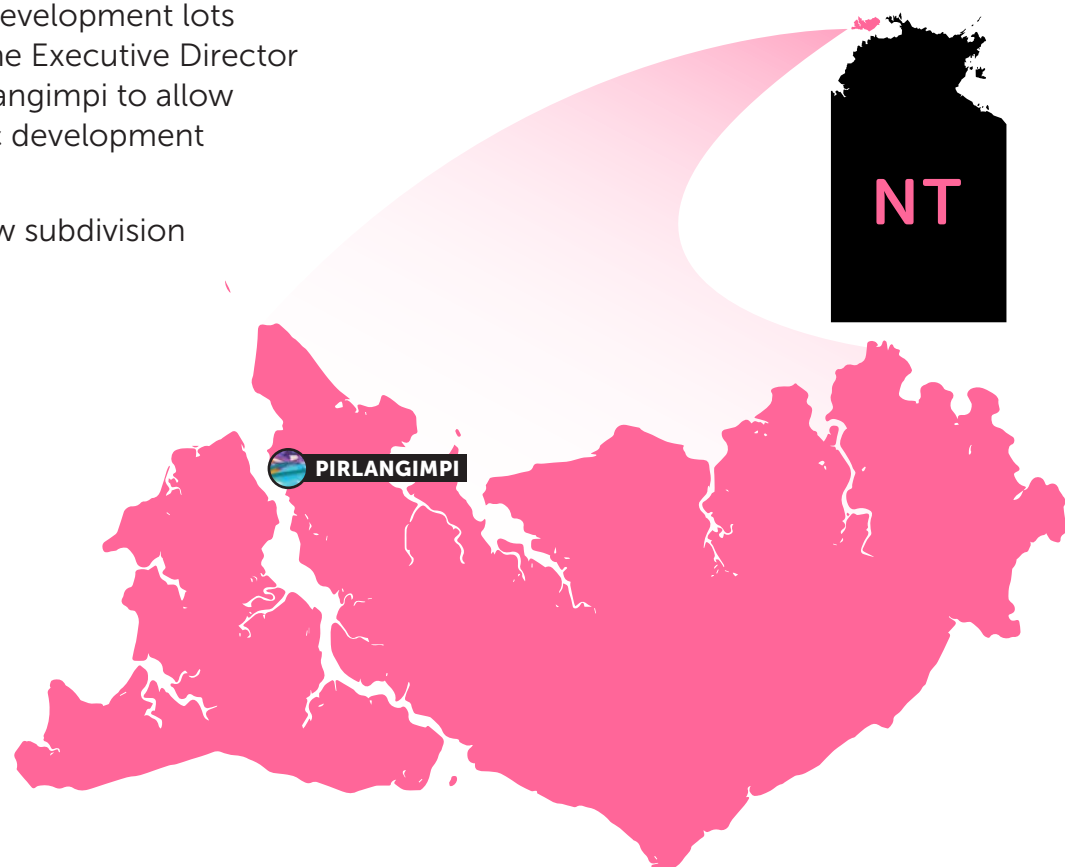 evelopment lots
he Executive Director
angimpi to allow
c development
w subdivision
NT
PIRLANGIMPI